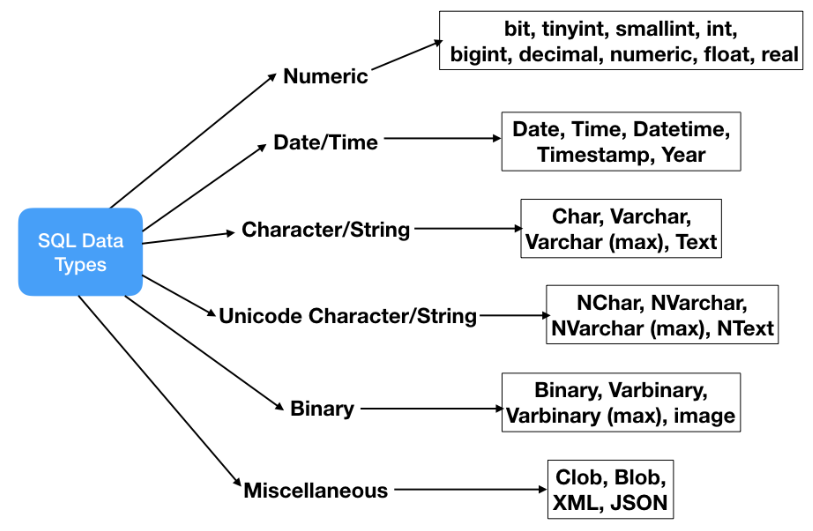 bit, tinyint, smallint, int,
bigint, decimal, numeric, float, real
Numeric
Date, Time, Datetime,
Timestamp, Year
Date/Time
Char, Varchar,
Varchar (max), Text
Character/String
SQL Data
Types
NChar, NVarchar,
NVarchar (max), NText
Unicode Character/String
Binary, Varbinary,
Varbinary (max), image
Binary
Clob, Blob,
XML, JSON
Miscellaneous